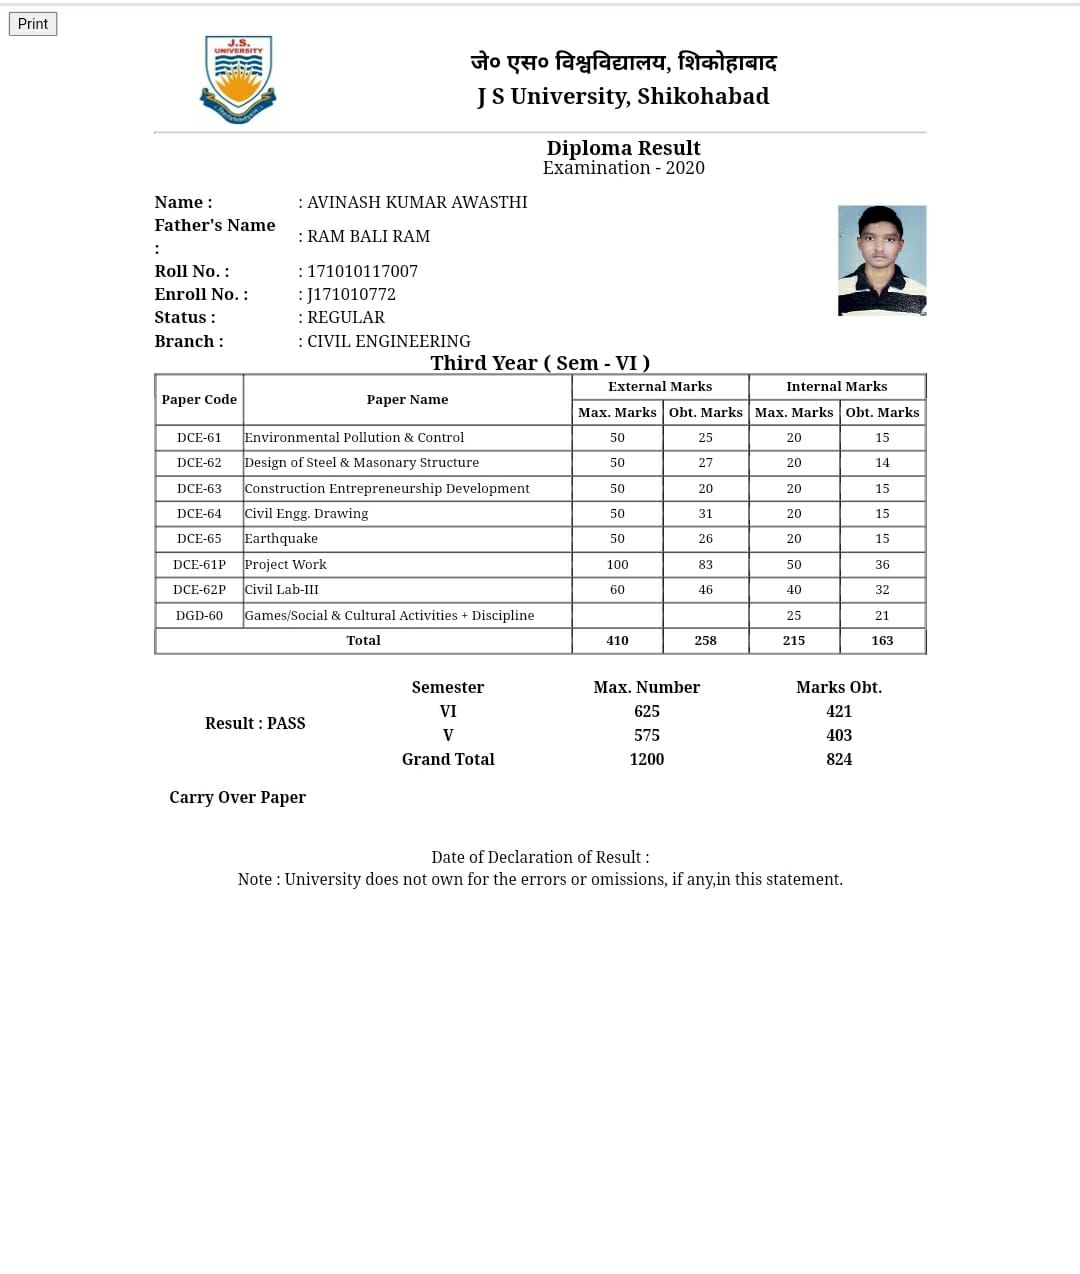 Print
J.S.
UNIVERSITY
जे० एस० विश्वविद्यालय, शिकोहाबाद
J S University, Shikohabad
Diploma Result
Examination - 2020
Name : : AVINASH KUMAR AWASTHI
Father's Name : : RAM BALI RAM
Roll No. : : 171010117007
Enroll No. : : J171010772
Status : : REGULAR
Branch : : CIVIL ENGINEERING
Third Year ( Sem - VI )
Paper Code Paper Name External Marks Internal Marks
Max. Marks Obt. Marks Max. Marks Obt. Marks
DCE-61 Environmental Pollution & Control 50 25 20 15
DCE-62 Design of Steel & Masonary Structure 50 27 20 14
DCE-63 Construction Entrepreneurship Development 50 20 20 15
DCE-64 Civil Engg. Drawing 50 31 20 15
DCE-65 Earthquake 50 26 20 15
DCE-61P Project Work 100 83 50 36
DCE-62P Civil Lab-III 60 46 40 32
DGD-60 Games/Social & Cultural Activities + Discipline 25 21
Total 410 258 215 163
Semester Max. Number Marks Obt.
VI 625 421
Result : PASS
V 575 403
Grand Total 1200 824
Carry Over Paper
Date of Declaration of Result :
Note : University does not own for the errors or omissions, if any,in this statement.